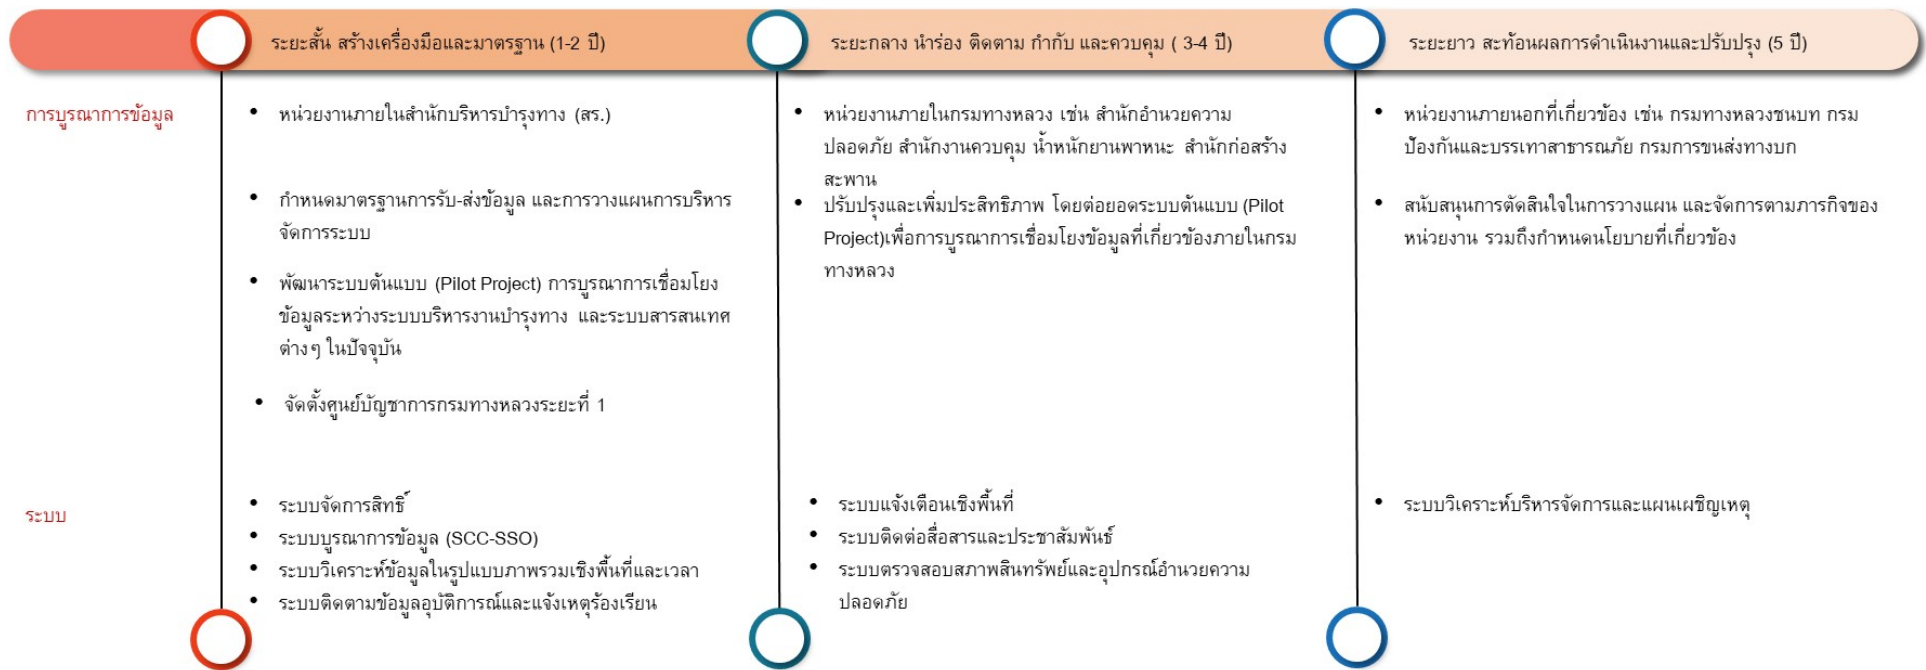 ระยะสั้น สร้างเครื่องมือและมาตรฐาน (1-2 ปี)
ระยะกลาง นำร่อง ติดตาม กำกับ และควบคุม ( 3-4 ปี)
ระยะยาว สะท้อนผลการดำเนินงานและปรับปรุง (5 ปี)
การบูรณาการข้อมูล
• หน่วยงานภายในสำนักบริหารบำรุงทาง (สร.)
• กำหนดมาตรฐานการรับ-ส่งข้อมูล และการวางแผนการบริหาร
จัดการระบบ
• พัฒนาระบบต้นแบบ (Pilot Project) การบูรณาการเชื่อมโยง
ข้อมูลระหว่างระบบบริหารงานบำรุงทาง และระบบสารสนเทศ
ต่างๆ ในปัจจุบัน
• จัดตั้งศูนย์บัญชาการกรมทางหลวงระยะที่ 1
• หน่วยงานภายในกรมทางหลวง เช่น สำนักอำนวยความ
ปลอดภัย สำนักงานควบคุม น้ำหนักยานพาหนะ สำนักก่อสร้าง
สะพาน
• ปรับปรุงและเพิ่มประสิทธิภาพ โดยต่อยอดระบบต้นแบบ (Pilot
Project)เพื่อการบูรณาการเชื่อมโยงข้อมูลที่เกี่ยวข้องภายในกรม
ทางหลวง
• หน่วยงานภายนอกที่เกี่ยวข้อง เช่น กรมทางหลวงชนบท กรม
ป้องกันและบรรเทาสาธารณภัย กรมการขนส่งทางบก
• สนับสนุนการตัดสินใจในการวางแผน และจัดการตามภารกิจของ
หน่วยงาน รวมถึงกำหนดนโยบายที่เกี่ยวข้อง
ระบบ
• ระบบจัดการสิทธิ์
• ระบบบูรณาการข้อมูล (SCC-SSO)
• ระบบวิเคราะห์ข้อมูลในรูปแบบภาพรวมเชิงพื้นที่และเวลา
• ระบบติดตามข้อมูลอุบัติการณ์และแจ้งเหตุร้องเรียน
• ระบบแจ้งเตือนเชิงพื้นที่
• ระบบติดต่อสื่อสารและประชาสัมพันธ์
• ระบบตรวจสอบสภาพสินทรัพย์และอุปกรณ์อำนวยความ
ปลอดภัย
• ระบบวิเคราะห์บริหารจัดการและแผนเผชิญเหตุ